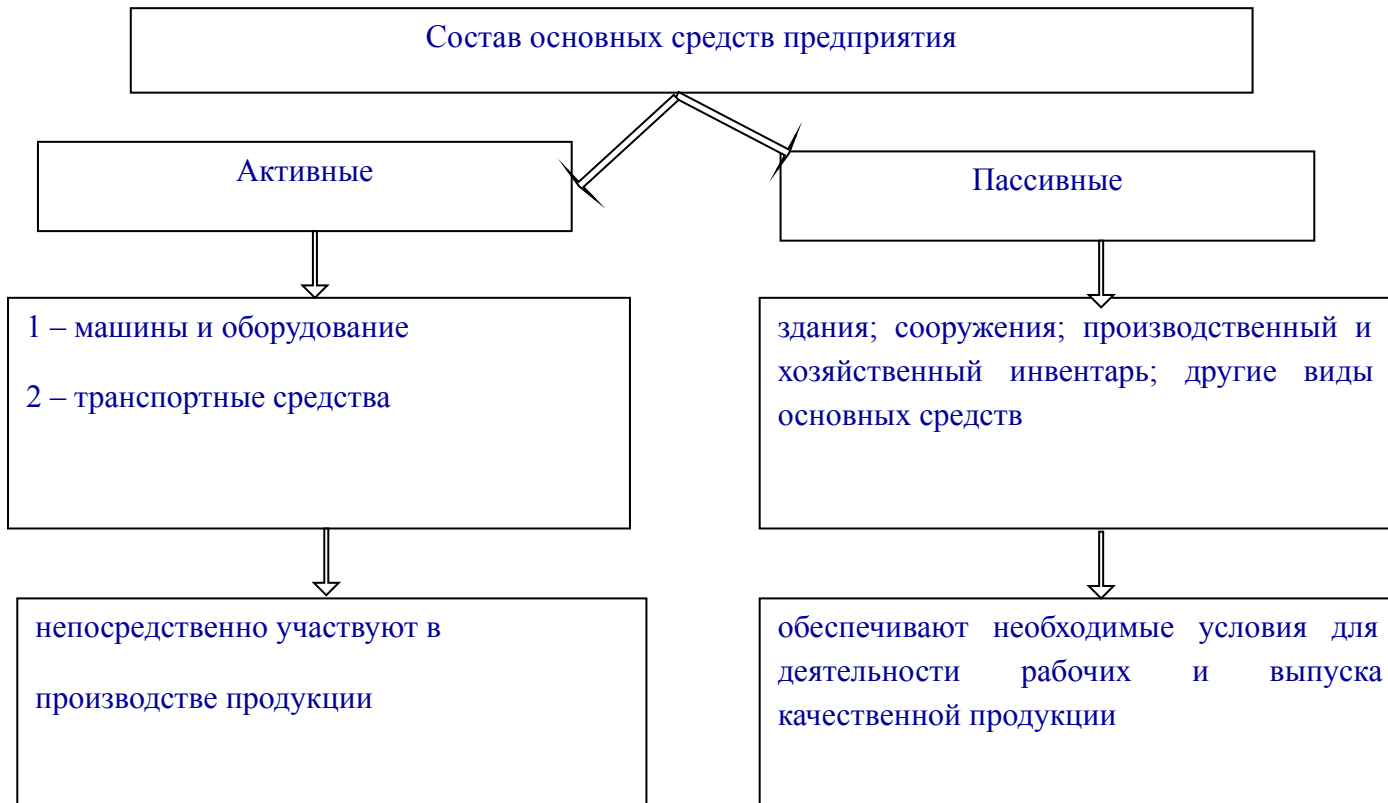 Состав основных средств предприятия
Активные
Пассивные
1 – машины и оборудование
2 – транспортные средства
здания; сооружения; производственный и
хозяйственный инвентарь; другие виды
основных средств
непосредственно участвуют в
производстве продукции
обеспечивают необходимые условия для
деятельности рабочих и выпуска
качественной продукции